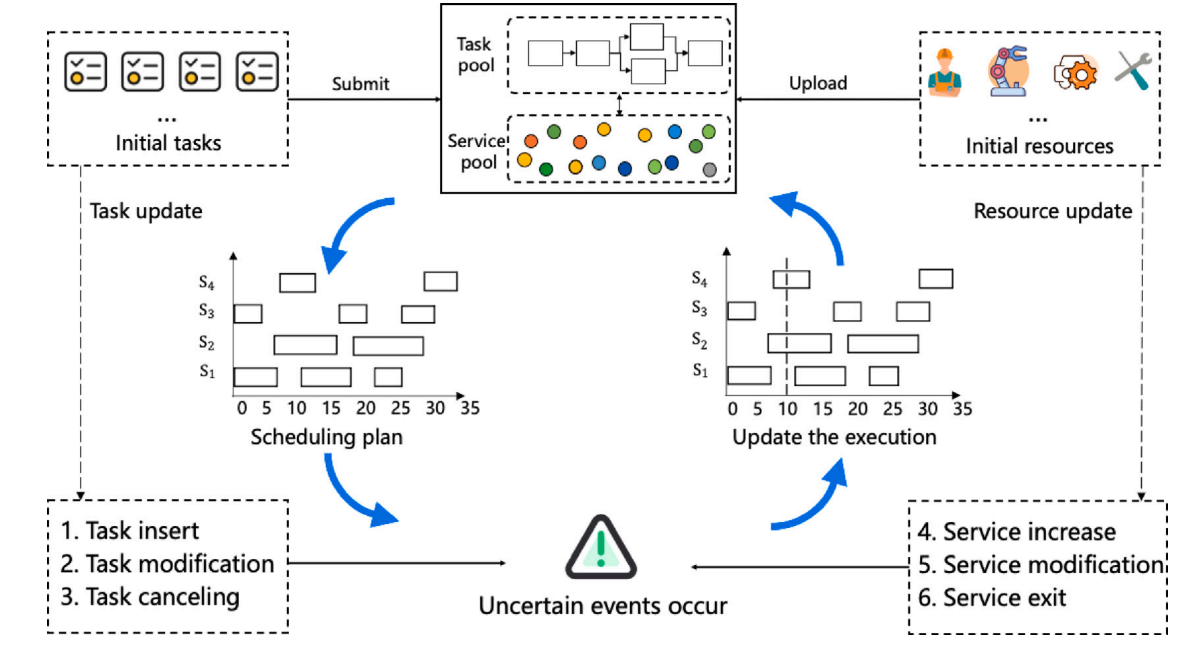 Task
pool
Service
pool
Submit
Upload
...
Initial tasks
...
Initial resources
Task update
Resource update
S4
S3
S2
S1
0 5 10 15 20 25 30 35
Scheduling plan
S4
S3
S2
S1
0 5 10 15 20 25 30 35
Update the execution
1. Task insert
2. Task modification
3. Task canceling
Uncertain events occur
4. Service increase
5. Service modification
6. Service exit